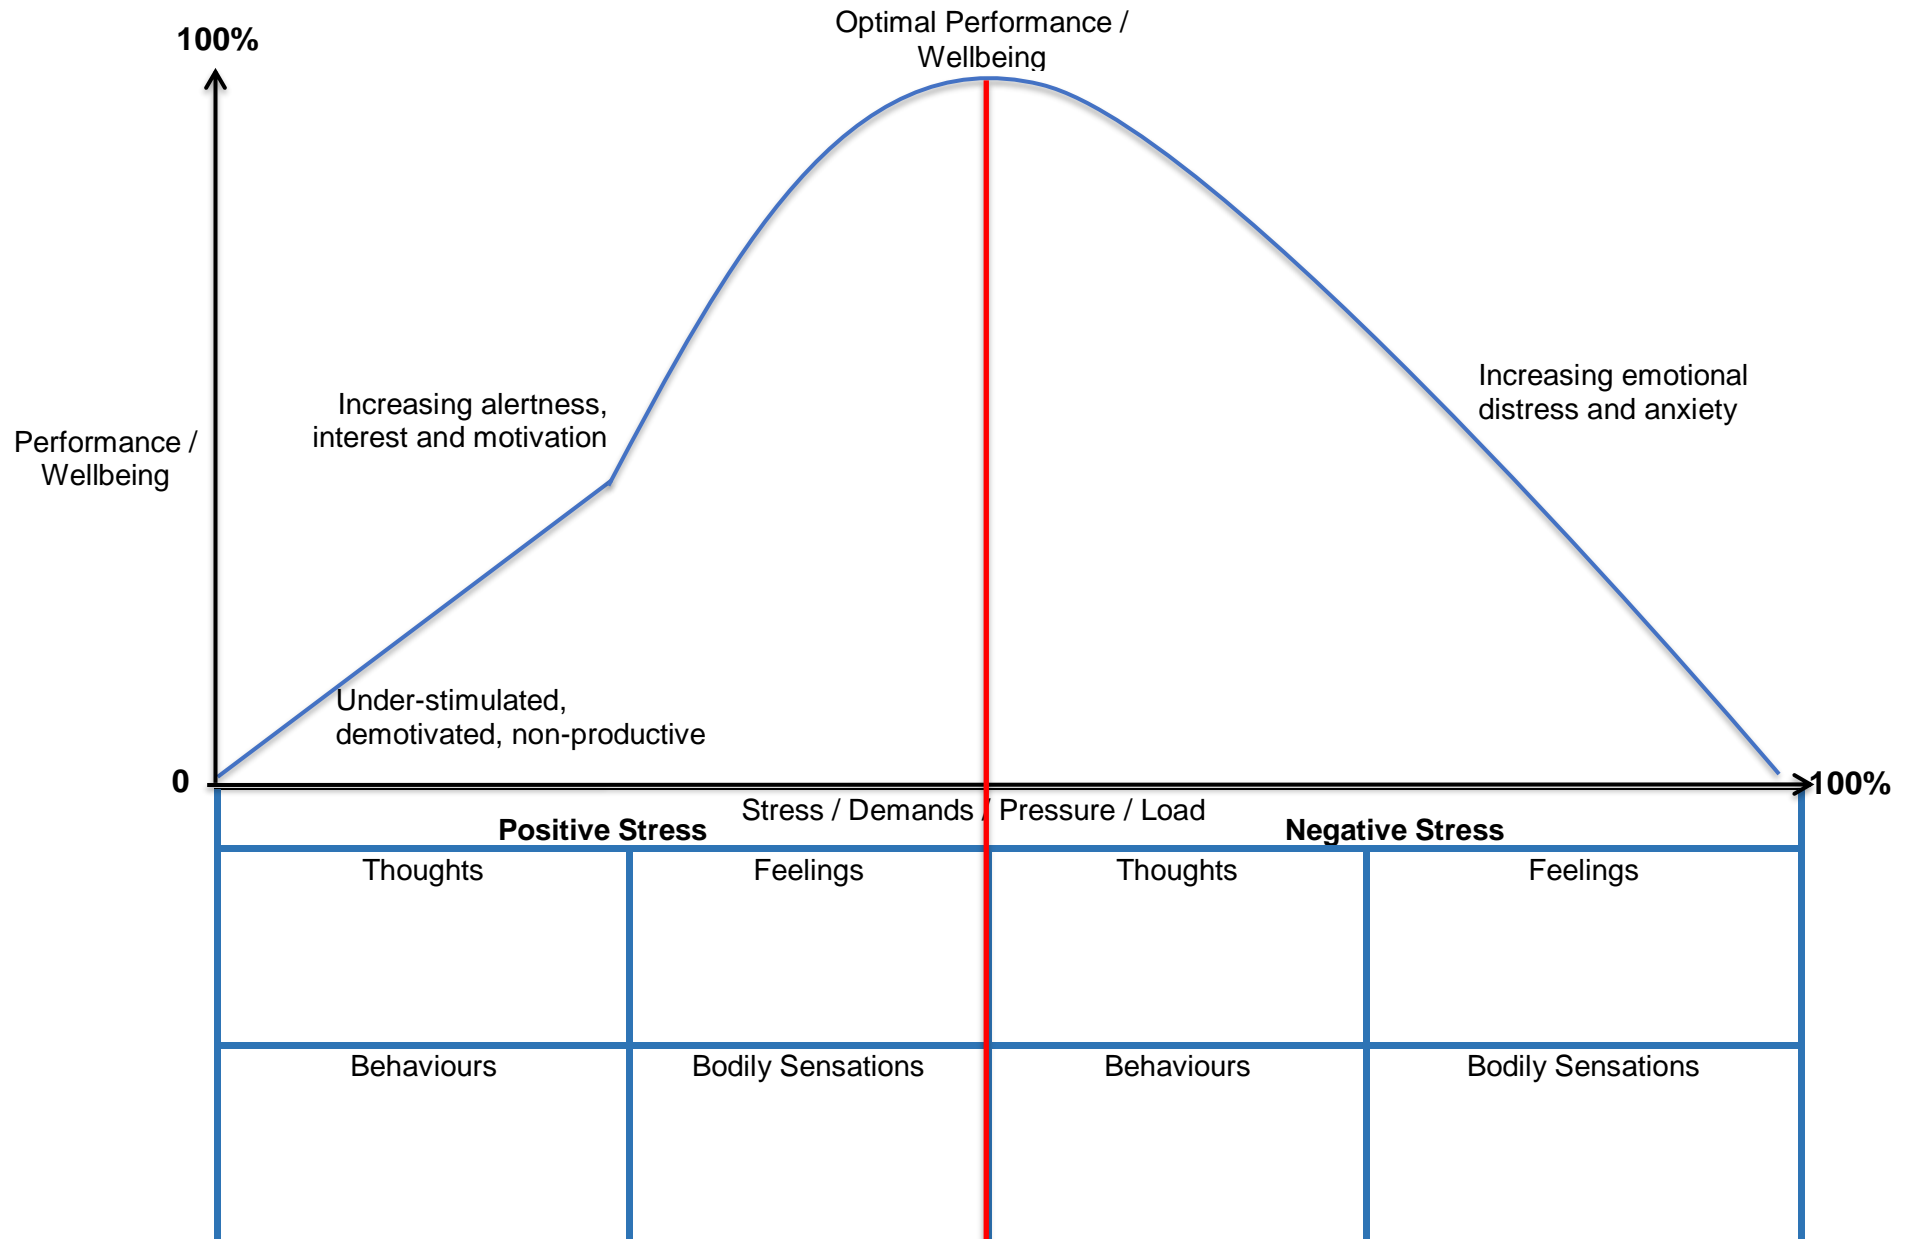 100%
Optimal Performance /
Wellbeing
Increasing alertness,
interest and motivation
Increasing emotional
distress and anxiety
Performance /
Wellbeing
Under-stimulated,
demotivated, non-productive
0
100%
Stress / Demands / Pressure / Load
Positive Stress
Negative Stress
Thoughts
Feelings
Thoughts
Feelings
Behaviours
Bodily Sensations
Behaviours
Bodily Sensations